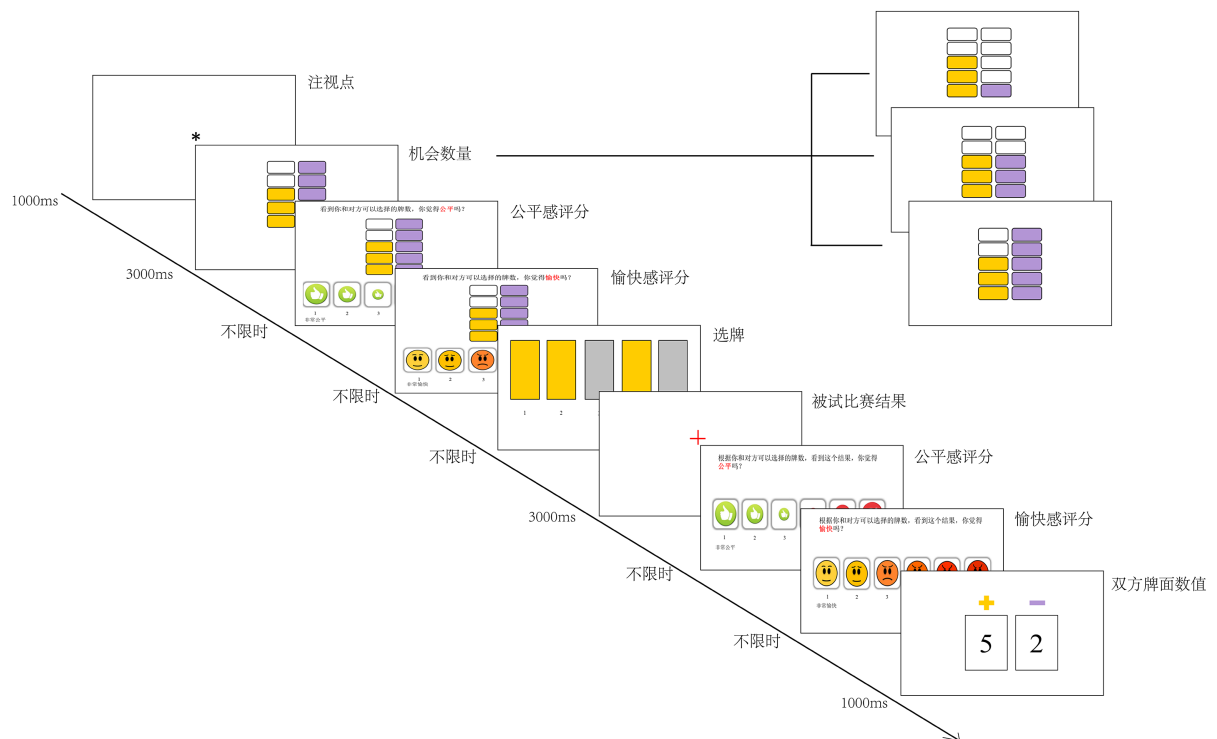 注视点
*
机会数量
1000ms
看到你和对方可以选择的牌数，你觉得公平吗？
公平感评分
1 2 3
非常公平
3000ms
看到你和对方可以选择的牌数，你觉得愉快吗？
愉快感评分
1 2 3
非常愉快
不限时
选牌
1 2
不限时
被试比赛结果
+
不限时
根据你和对方可以选择的牌数，看到这个结果，你觉得
公平吗？
公平感评分
1 2 3
非常公平
3000ms
根据你和对方可以选择的牌数，看到这个结果，你觉得
愉快吗？
愉快感评分
1 2 3
非常愉快
不限时
双方牌面数值
+ −
5 2
不限时
1000ms